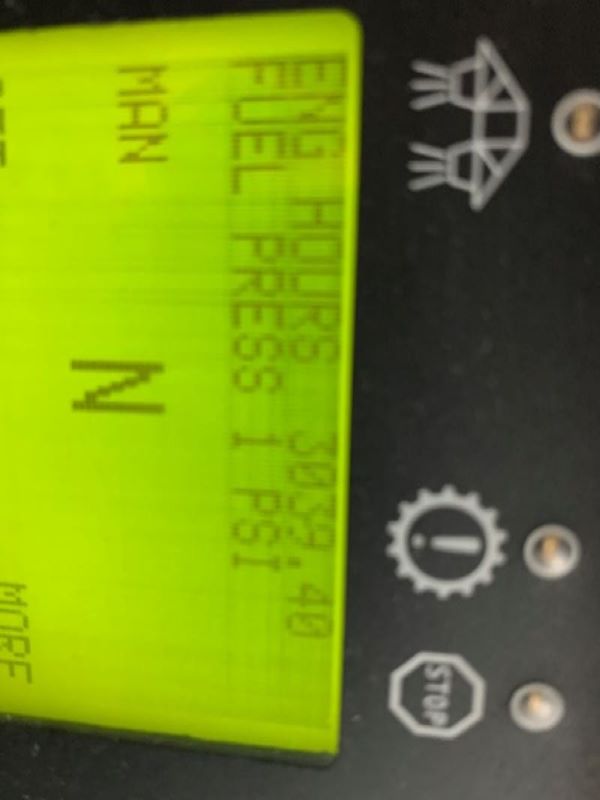 ENG HOURS 3039.40
FUEL PRESS 1 PSI
MAN
N
MORE
STOP